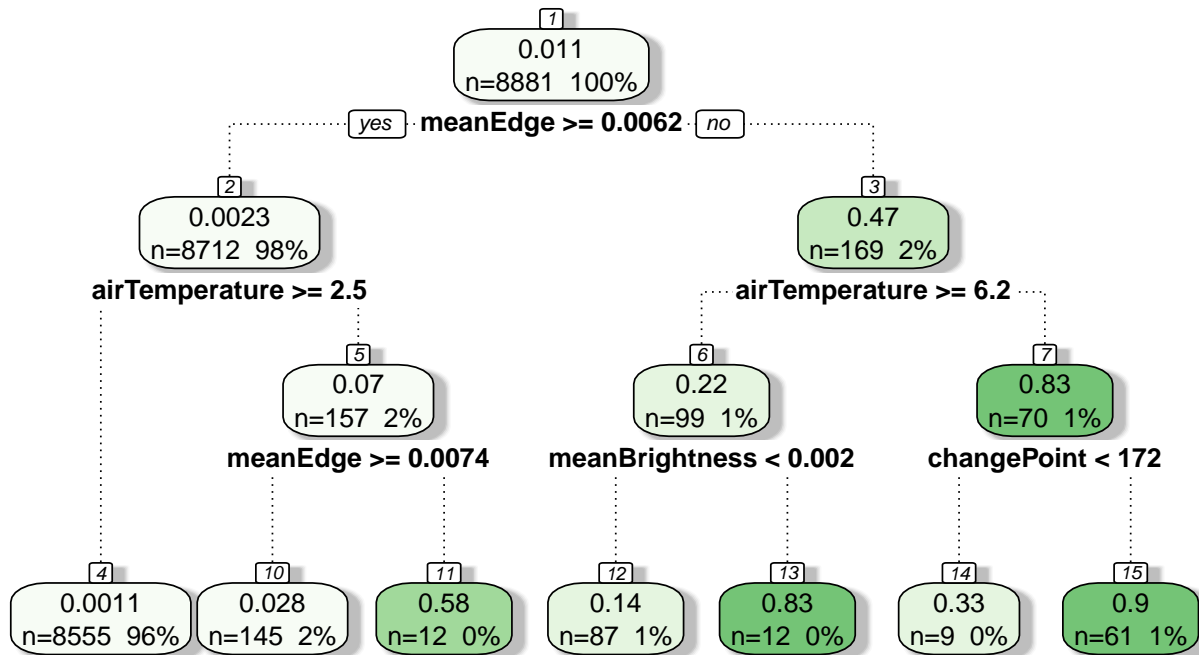 1
0.011
n=8881 100%
yes meanEdge >= 0.0062 no
2
0.0023
n=8712 98%
airTemperature >= 2.5
3
0.47
n=169 2%
airTemperature >= 6.2
5
0.07
n=157 2%
meanEdge >= 0.0074
6
0.22
n=99 1%
meanBrightness < 0.002
7
0.83
n=70 1%
changePoint < 172
4
0.0011
n=8555 96%
10
0.028
n=145 2%
11
0.58
n=12 0%
12
0.14
n=87 1%
13
0.83
n=12 0%
14
0.33
n=9 0%
15
0.9
n=61 1%